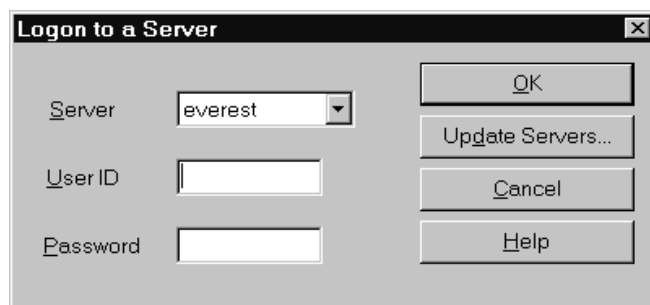 Logon to a Server
Server
everest
User ID
Password
OK
Update Servers...
Cancel
Help